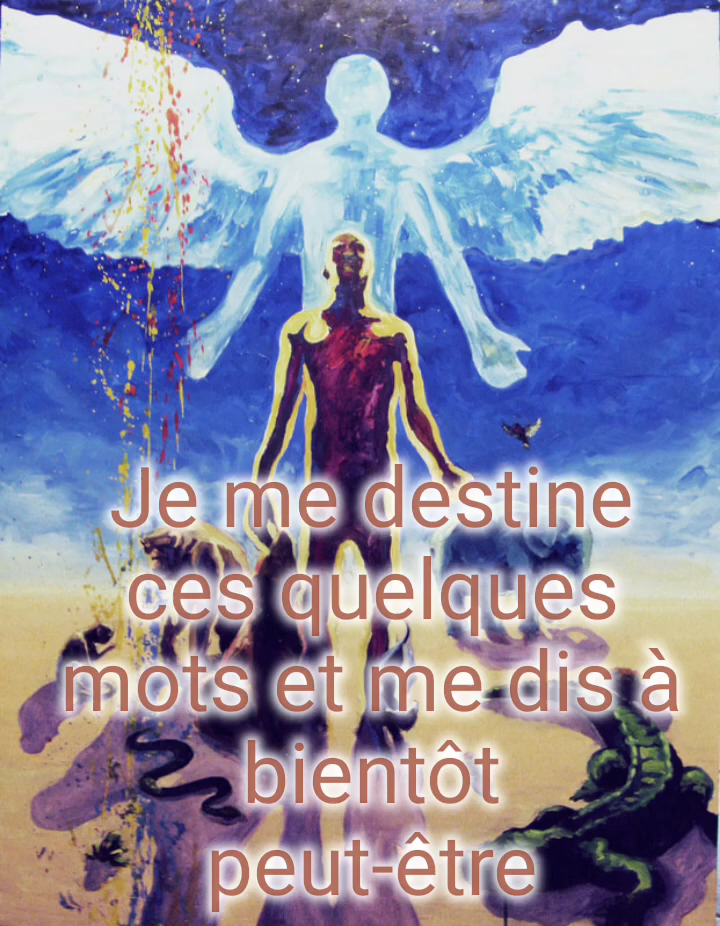 Je me destine
ces quelques
mots et me dis à
bientôt
peut-être